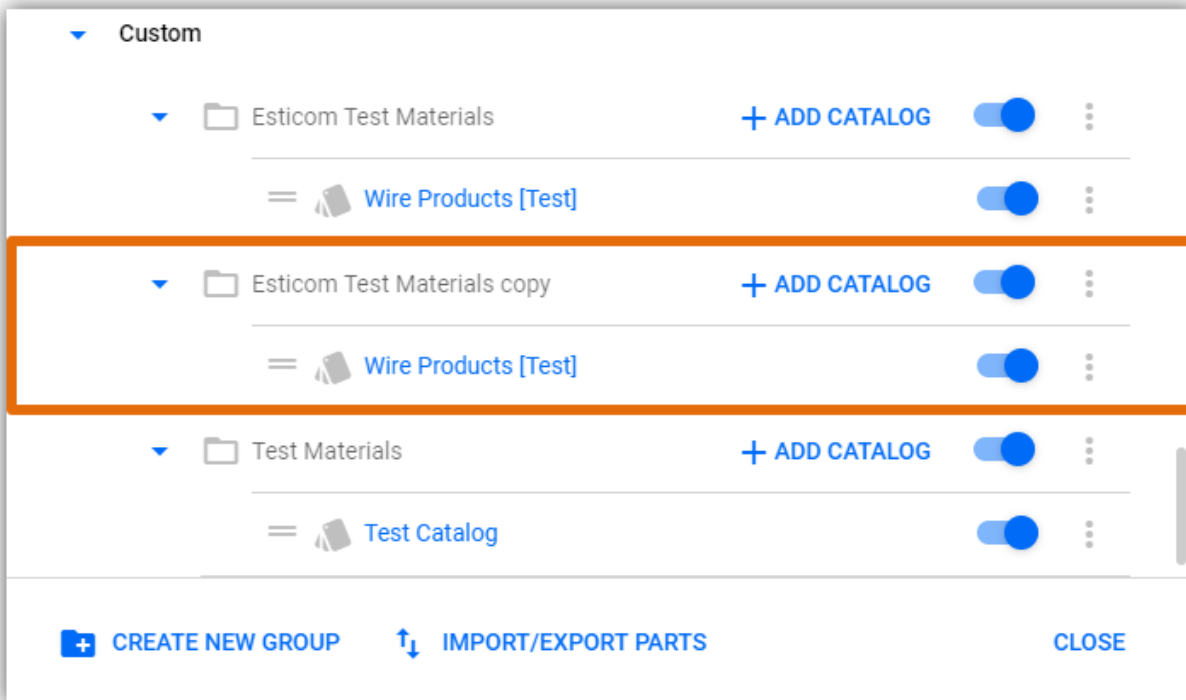 Custom
Esticom Test Materials + ADD CATALOG
Wire Products [Test]
Esticom Test Materials copy + ADD CATALOG
Wire Products [Test]
Test Materials + ADD CATALOG
Test Catalog
CREATE NEW GROUP IMPORT/EXPORT PARTS CLOSE